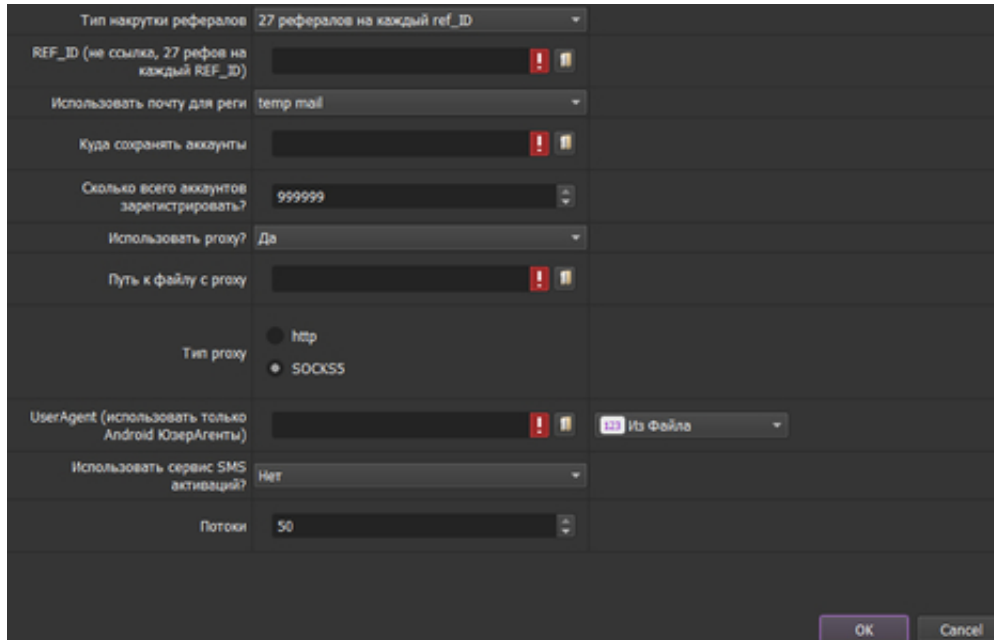 Тип накрутки рефералов 27 рефералов на каждый ref_ID
REF_ID (не ссылка, 27 рефов на
каждый REF_ID)
Использовать почту для реги temp mail
Куда сохранять аккаунты
Сколько всего аккаунтов
зарегистрировать?
999999
Использовать proxy? Да
Путь к файлу с proxy
Тип proxy
http
SOCKS5
UserAgent (использовать только
Android ЮзерАгенты)
123 Из Файла
Использовать сервис SMS
активаций?
Нет
Потоки 50
OK Cancel